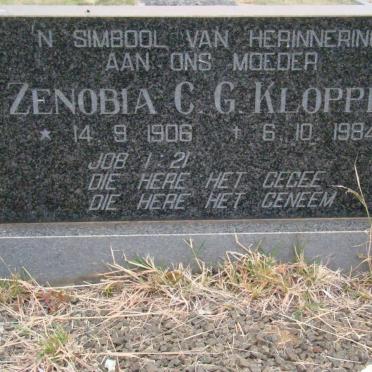 'N SIMBOOL VAN HERINNERING
AAN ONS MOEDER
ZENOBIA C G KLOPP
* 14 9 1906 + 6 10 1984
JOB 1:21
DIE HERE HET GEGEE
DIE HERE HET GENEEM